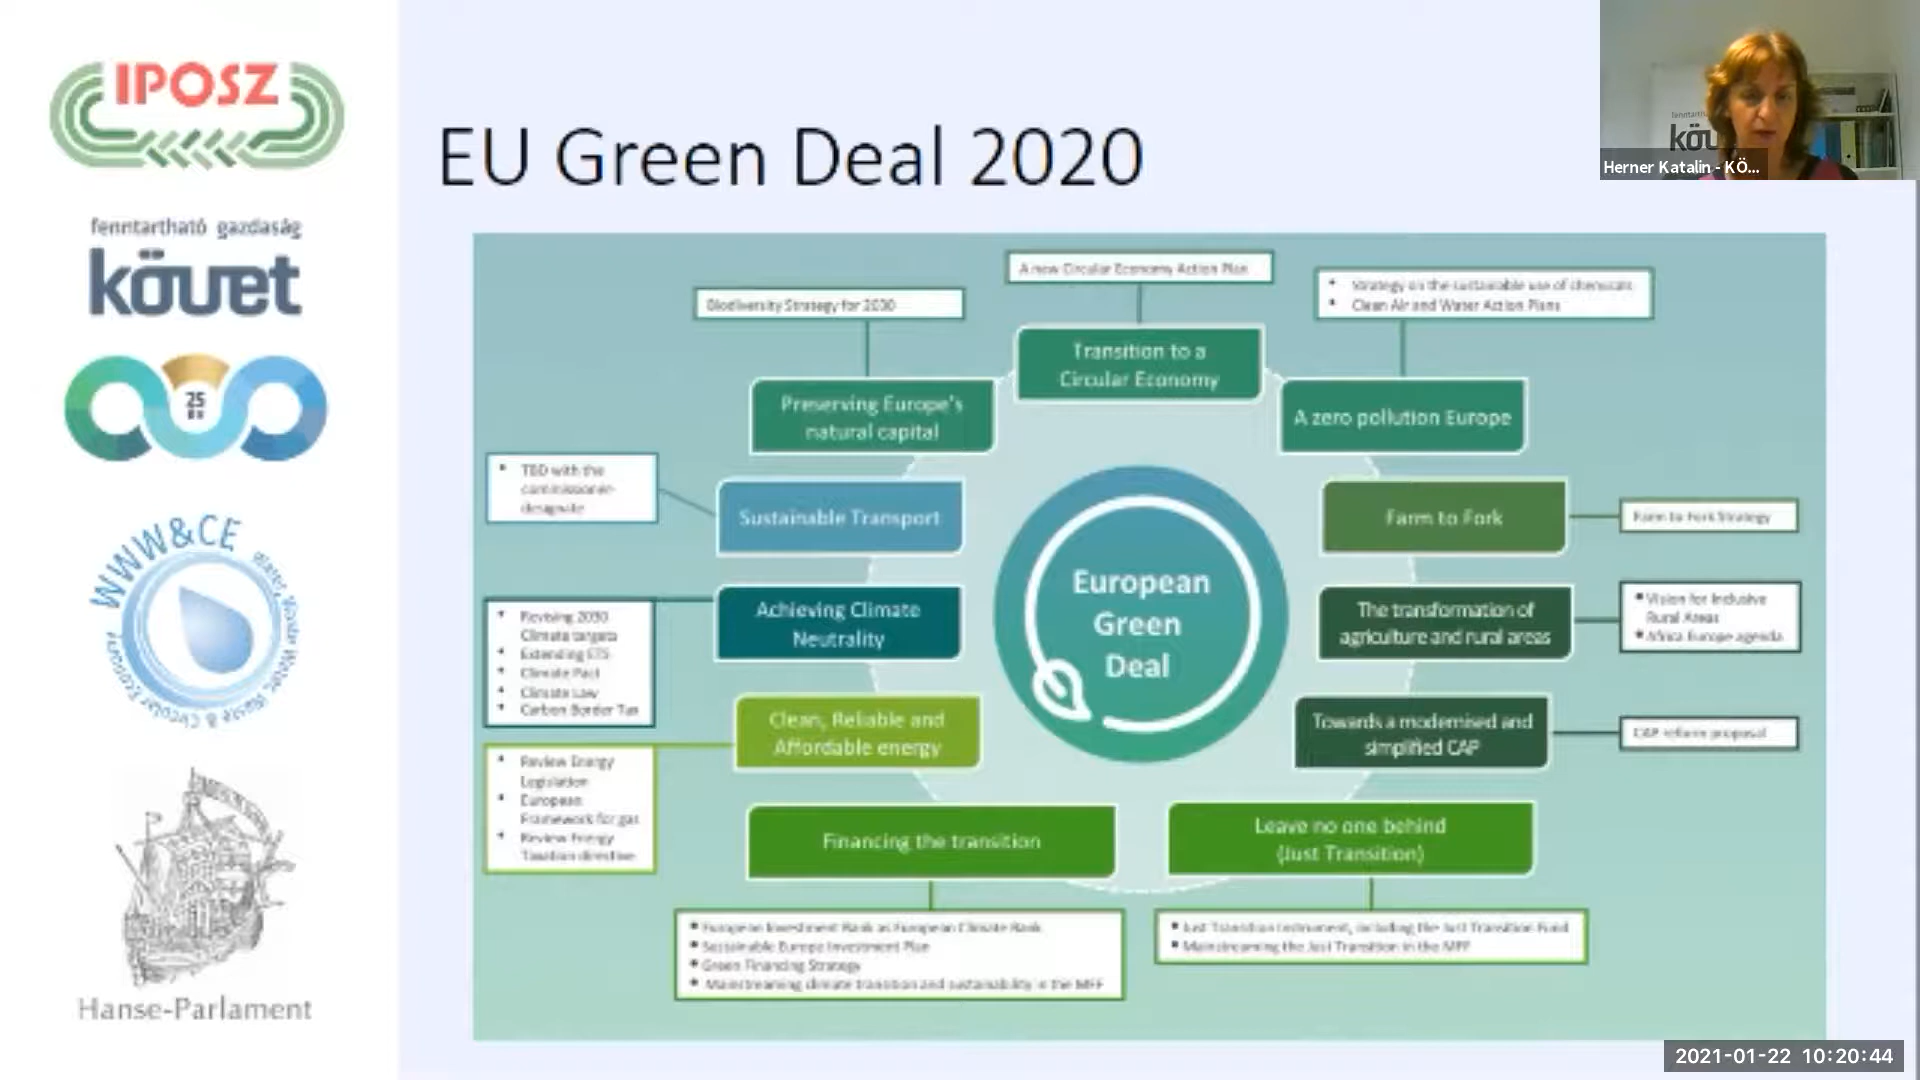 IPOSZ
fenntartható gazdaság
követ
25
WWW&CE
Hanse-Parlament
EU Green Deal 2020
A new Circular Economy Action Plan
Biodiversity Strategy for 2030
• Strategy on the sustainable use of chemicals
• Clean Air and Water Action Plans
Transition to a
Circular Economy
Preserving Europe's
natural capital
A zero pollution Europe
• TBD with the
commissioner-
designate
Sustainable Transport
Farm to Fork
Farm to Fork Strategy
European
Green
Deal
• Revising 2030
Climate targets
• Extending ETS
• Climate Pact
• Climate Law
• Carbon Border Tax
Achieving Climate
Neutrality
The transformation of
agriculture and rural areas
• Vision for Inclusive
Rural Areas
• Africa Europe agenda
Clean, Reliable and
Affordable energy
Towards a modernised and
simplified CAP
CAP reform proposal
• Review Energy
Legislation
• European
Framework for gas
• Review Energy
Taxation directive
Financing the transition
Leave no one behind
(Just Transition)
• European Investment Bank as European Climate Bank
• Sustainable Europe Investment Plan
• Green Financing Strategy
• Mainstreaming climate transition and sustainability in the MFF
• Just Transition Instrument, including the Just Transition Fund
• Mainstreaming the Just Transition in the MFF
fenntart
köv
Herner Katalin - KÖ...
2021-01-22 10:20:44